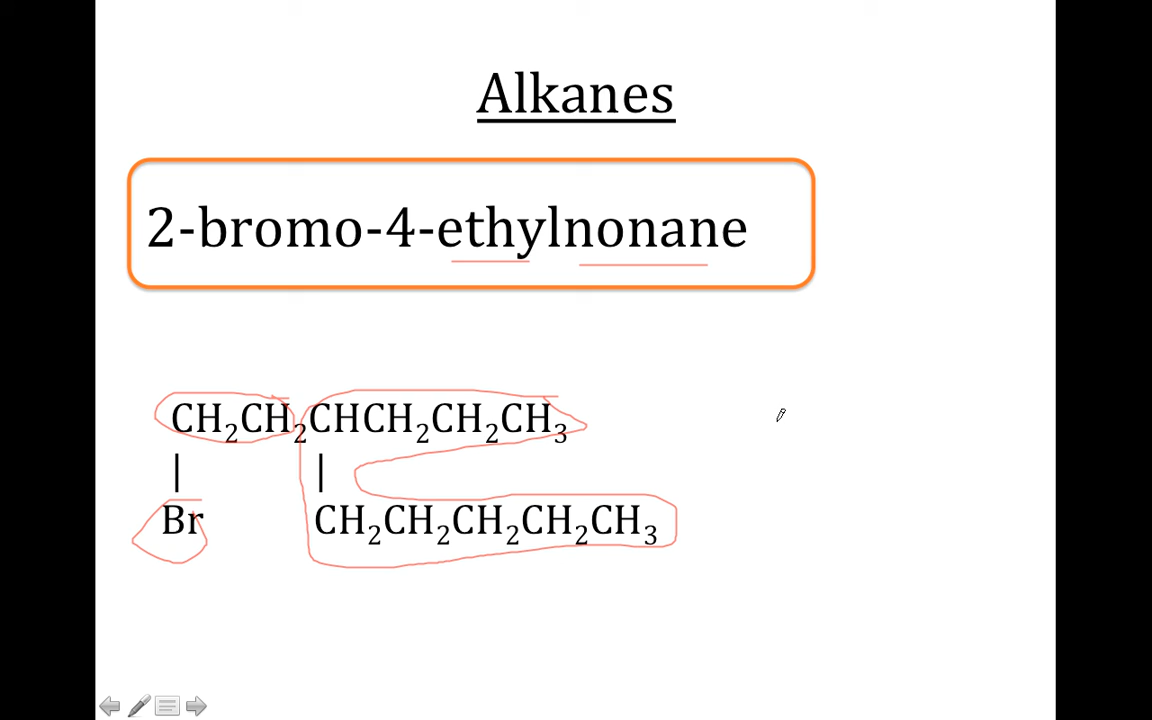 Alkanes
2-bromo-4-ethylnonane
CH₂CH₂CHCH₂CH₂CH₃
| |
Br CH₂CH₂CH₂CH₂CH₃